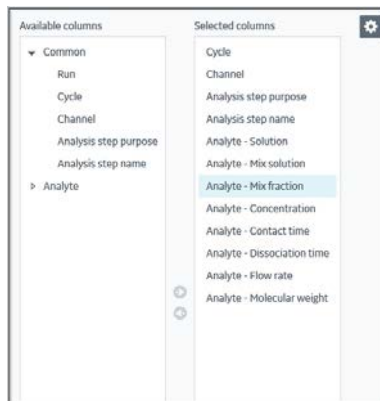 Available columns
Common
Run
Cycle
Channel
Analysis step purpose
Analysis step name
Analyte
Selected columns
Cycle
Channel
Analysis step purpose
Analysis step name
Analyte - Solution
Analyte - Mix solution
Analyte - Mix fraction
Analyte - Concentration
Analyte - Contact time
Analyte - Dissociation time
Analyte - Flow rate
Analyte - Molecular weight